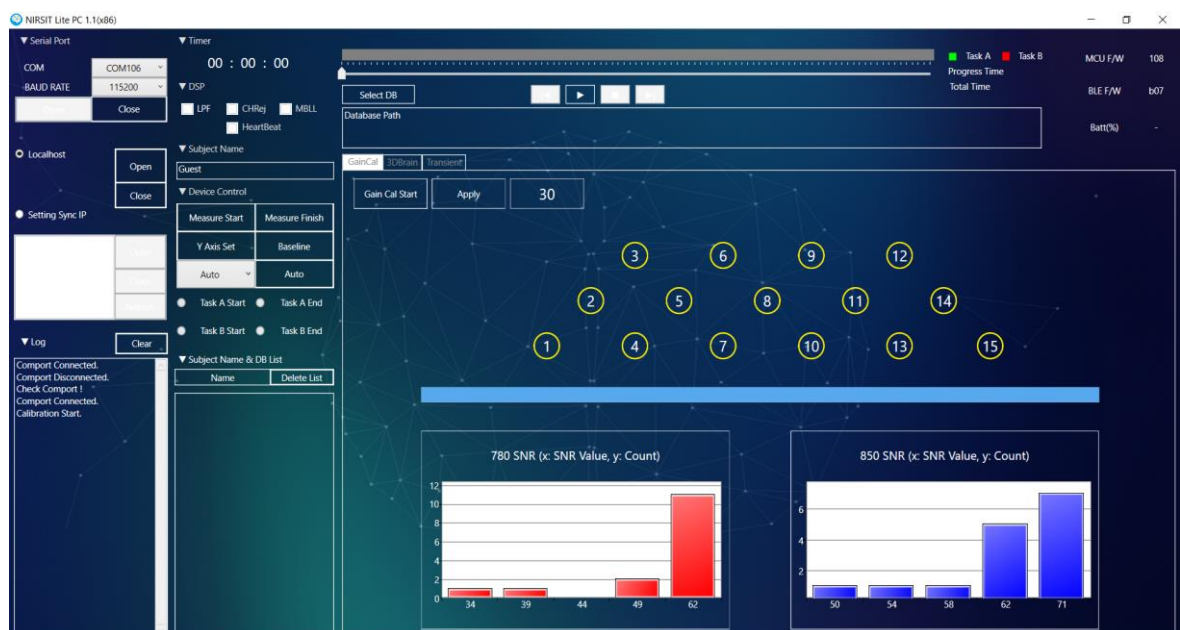 NIRSIT Lite PC 1.1(x86)
▼ Serial Port
COM COM106
BAUD RATE 115200
Close
Localhost
Open
Close
Setting Sync IP
▼ Log Clear
Comport Connected.
Comport Disconnected.
Check Comport !
Comport Connected.
Calibration Start.
▼ Timer
00 : 00 : 00
▼ DSP
LPF CHRej MBLL
HeartBeat
▼ Subject Name
Guest
▼ Device Control
Measure Start Measure Finish
Y Axis Set Baseline
Auto Auto
Task A Start Task A End
Task B Start Task B End
▼ Subject Name & DB List
Name Delete List
Task A Task B
Progress Time
Total Time
MCU F/W 108
BLE F/W b07
Batt(%) -
Select DB
Database Path
GainCal 3DBrain Transient
Gain Cal Start Apply 30
3 6 9 12
2 5 8 11 14
1 4 7 10 13 15
780 SNR (x: SNR Value, y: Count)
12
10
8
6
4
2
0
34 39 44 49 62
850 SNR (x: SNR Value, y: Count)
6
4
2
50 54 58 62 71